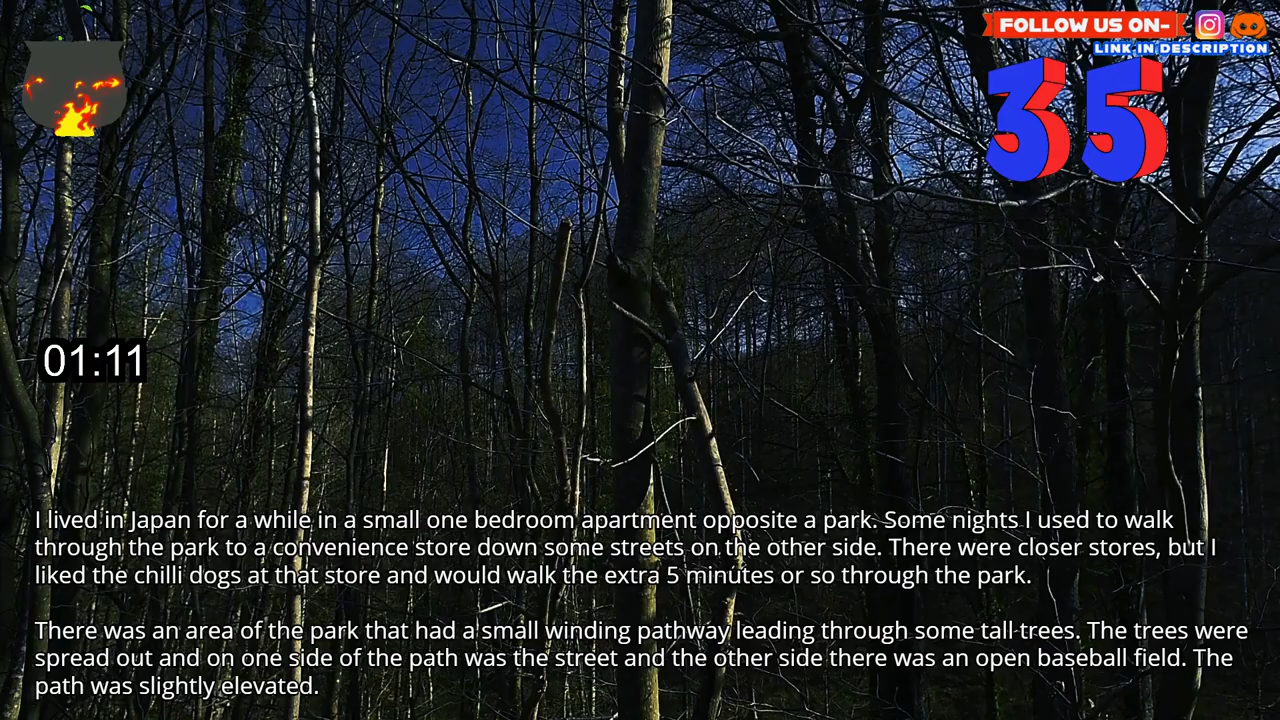 FOLLOW US ON-
LINK IN DESCRIPTION
35
01:11
I lived in Japan for a while in a small one bedroom apartment opposite a park. Some nights I used to walk
through the park to a convenience store down some streets on the other side. There were closer stores, but I
liked the chilli dogs at that store and would walk the extra 5 minutes or so through the park.
There was an area of the park that had a small winding pathway leading through some tall trees. The trees were
spread out and on one side of the path was the street and the other side there was an open baseball field. The
path was slightly elevated.